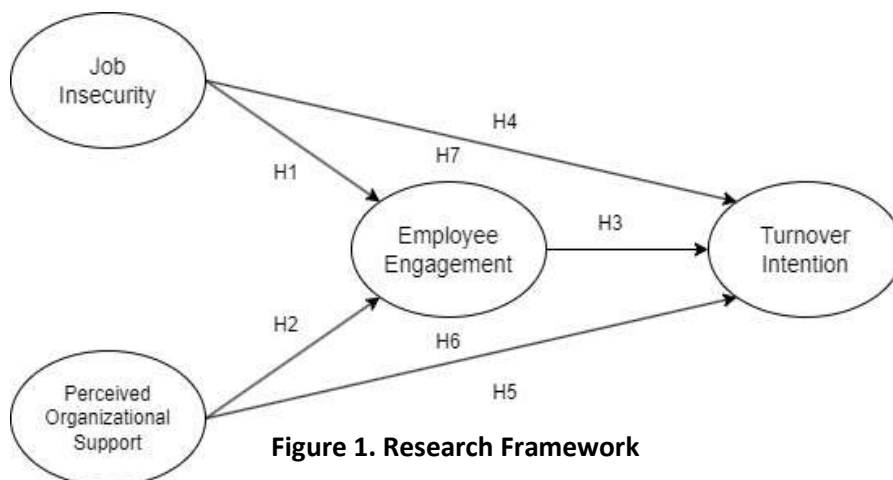 Job
Insecurity
H4
H7
H1
Employee
Engagement
H3
Turnover
Intention
H2
H6
Perceived
Organizational
Support
H5
Figure 1. Research Framework